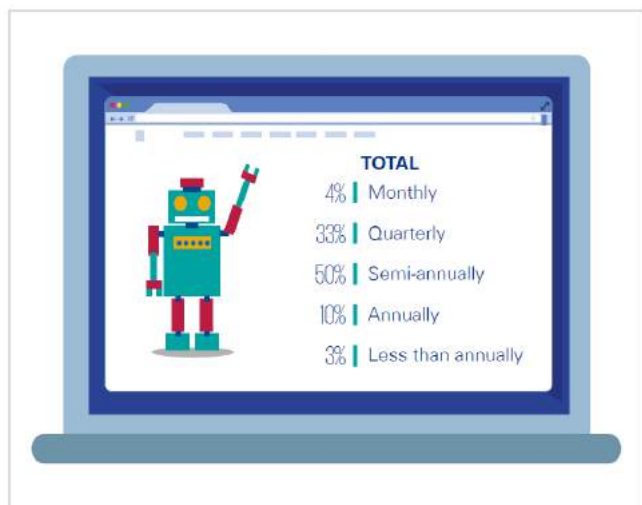 TOTAL
4% Monthly
33% Quarterly
50% Semi-annually
10% Annually
3% Less than annually